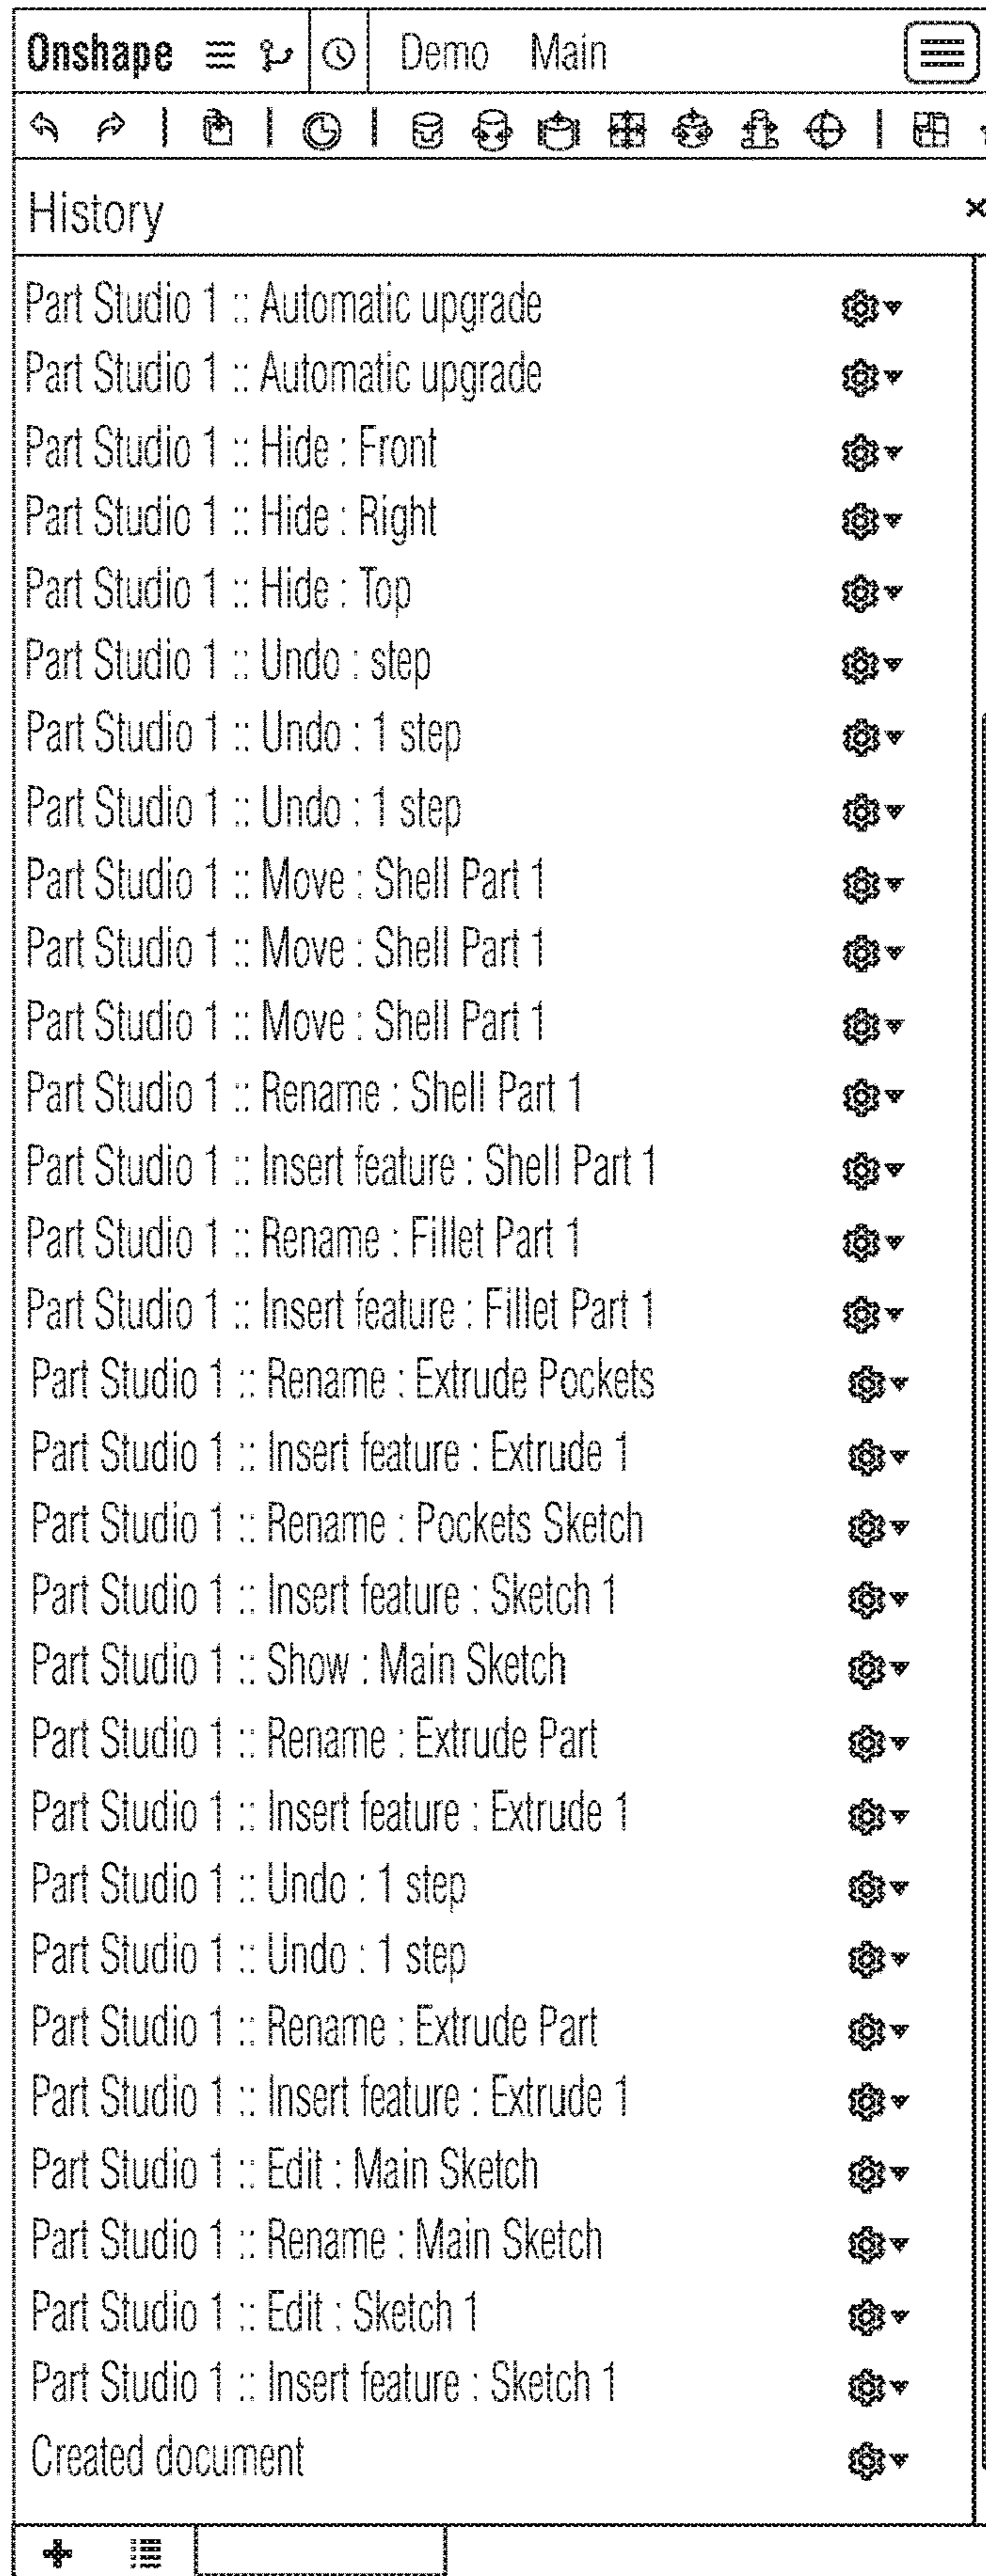 Onshape Demo Main
History
Part Studio 1 :: Automatic upgrade
Part Studio 1 :: Automatic upgrade
Part Studio 1 :: Hide : Front
Part Studio 1 :: Hide : Right
Part Studio 1 :: Hide : Top
Part Studio 1 :: Undo : step
Part Studio 1 :: Undo : 1 step
Part Studio 1 :: Undo : 1 step
Part Studio 1 :: Move : Shell Part 1
Part Studio 1 :: Move : Shell Part 1
Part Studio 1 :: Move : Shell Part 1
Part Studio 1 :: Rename : Shell Part 1
Part Studio 1 :: Insert feature : Shell Part 1
Part Studio 1 :: Rename : Fillet Part 1
Part Studio 1 :: Insert feature : Fillet Part 1
Part Studio 1 :: Rename : Extrude Pockets
Part Studio 1 :: Insert feature : Extrude 1
Part Studio 1 :: Rename : Pockets Sketch
Part Studio 1 :: Insert feature : Sketch 1
Part Studio 1 :: Show : Main Sketch
Part Studio 1 :: Rename : Extrude Part
Part Studio 1 :: Insert feature : Extrude 1
Part Studio 1 :: Undo : 1 step
Part Studio 1 :: Undo : 1 step
Part Studio 1 :: Rename : Extrude Part
Part Studio 1 :: Insert feature : Extrude 1
Part Studio 1 :: Edit : Main Sketch
Part Studio 1 :: Rename : Main Sketch
Part Studio 1 :: Edit : Sketch 1
Part Studio 1 :: Insert feature : Sketch 1
Created document